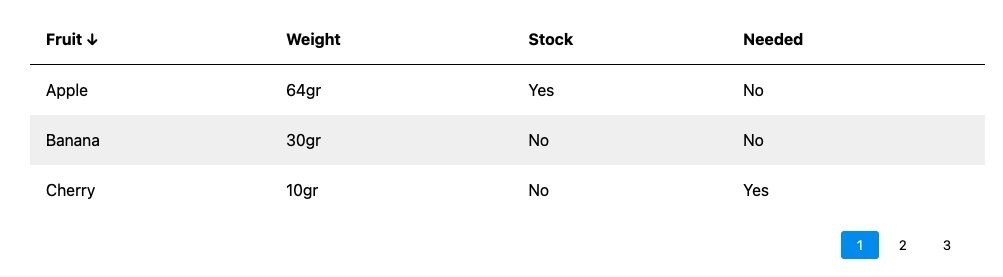 Fruit ↓ Weight Stock Needed
Apple 64gr Yes No
Banana 30gr No No
Cherry 10gr No Yes
1 2 3